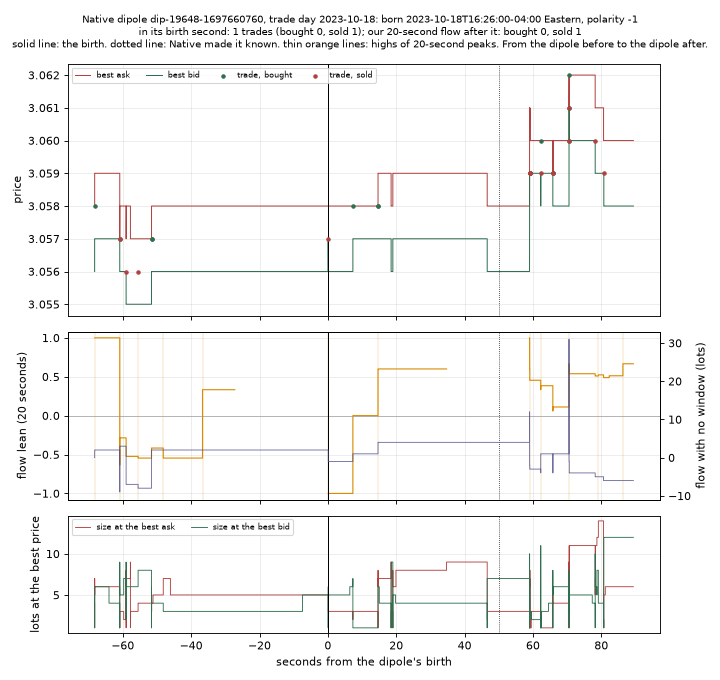 Native dipole dip-19648-1697660760, trade day 2023-10-18: born 2023-10-18T16:26:00-04:00 Eastern, polarity -1
in its birth second: 1 trades (bought 0, sold 1); our 20-second flow after it: bought 0, sold 1
solid line: the birth. dotted line: Native made it known. thin orange lines: highs of 20-second peaks. From the dipole before to the dipole after.
best ask
best bid
trade, bought
trade, sold
3.062
3.061
3.060
3.059
3.058
3.057
3.056
3.055
price
1.0
0.5
0.0
−0.5
−1.0
flow lean (20 seconds)
30
20
10
0
−10
flow with no window (lots)
size at the best ask
size at the best bid
10
5
lots at the best price
−60
−40
−20
0
20
40
60
80
seconds from the dipole's birth